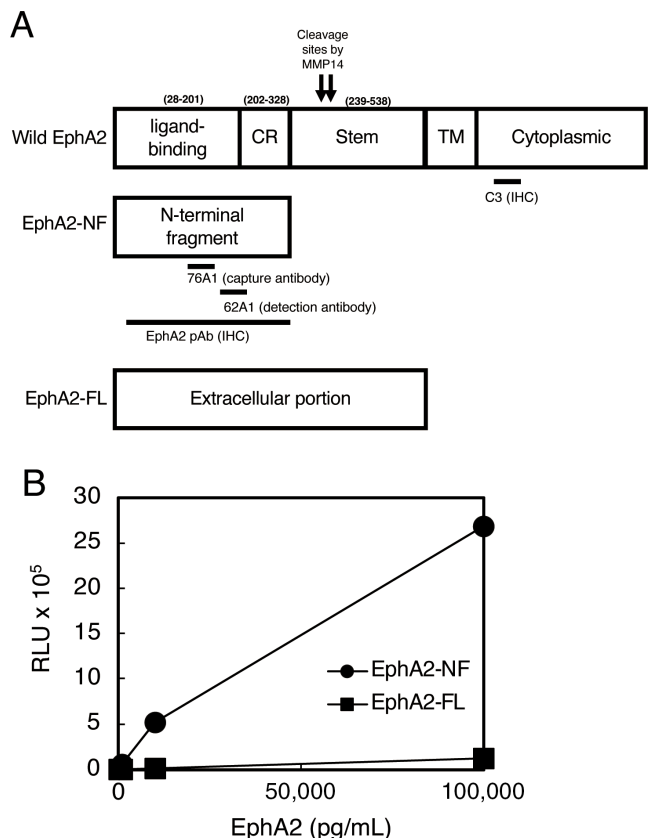 A
Cleavage
sites by
MMP14
(28-201)
(202-328)
(239-538)
Wild EphA2
ligand-
binding
CR
Stem
TM
Cytoplasmic
C3 (IHC)
EphA2-NF
N-terminal
fragment
76A1 (capture antibody)
62A1 (detection antibody)
EphA2 pAb (IHC)
EphA2-FL
Extracellular portion
B
30
25
20
15
10
5
0
RLU x 10⁵
EphA2-NF
EphA2-FL
0
50,000
100,000
EphA2 (pg/mL)